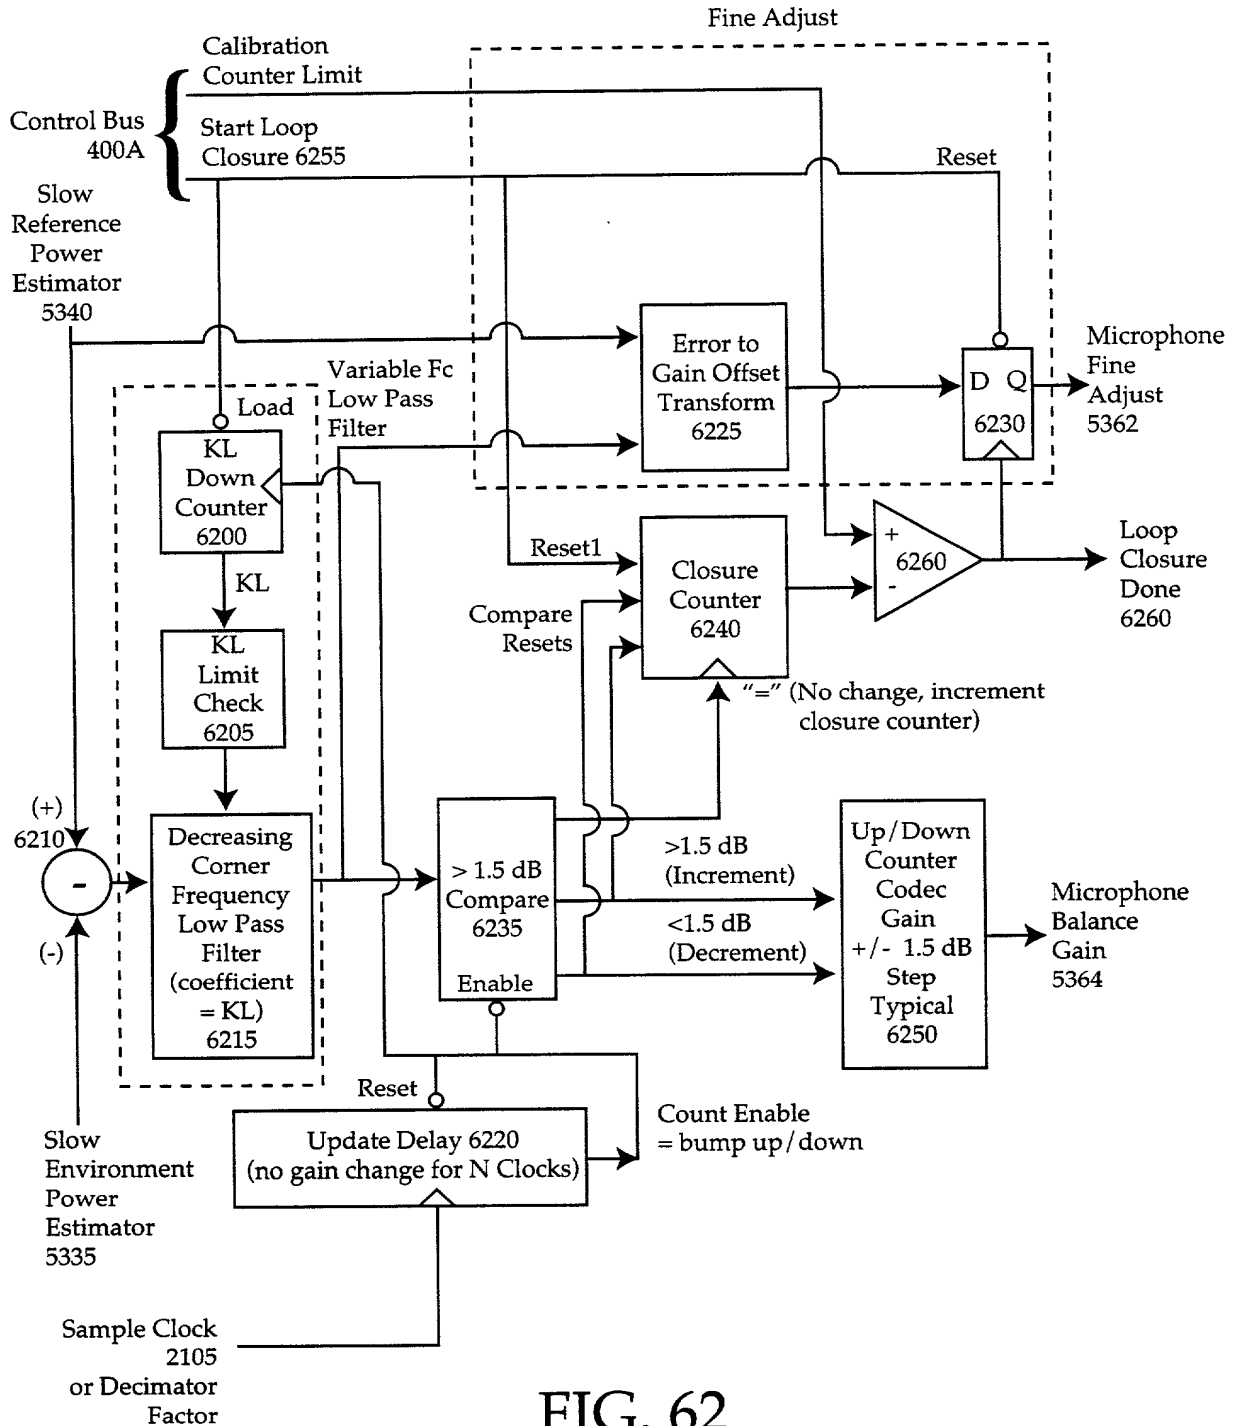 Fine Adjust
Calibration
Counter Limit
Control Bus
400A
Start Loop
Closure 6255
Reset
Slow
Reference
Power
Estimator
5340
Variable Fc
Low Pass
Filter
Load
KL
Down
Counter
6200
KL
KL
Limit
Check
6205
Error to
Gain Offset
Transform
6225
D Q
6230
Microphone
Fine
Adjust
5362
Reset1
Compare
Resets
Closure
Counter
6240
+
6260
-
Loop
Closure
Done
6260
"=" (No change, increment
closure counter)
(+)
6210
-
(-)
Decreasing
Corner
Frequency
Low Pass
Filter
(coefficient
= KL)
6215
> 1.5 dB
Compare
6235
Enable
>1.5 dB
(Increment)
<1.5 dB
(Decrement)
Up/Down
Counter
Codec
Gain
+/- 1.5 dB
Step
Typical
6250
Microphone
Balance
Gain
5364
Reset
Update Delay 6220
(no gain change for N Clocks)
Count Enable
= bump up/down
Slow
Environment
Power
Estimator
5335
Sample Clock
2105
or Decimator
Factor
FIG. 62